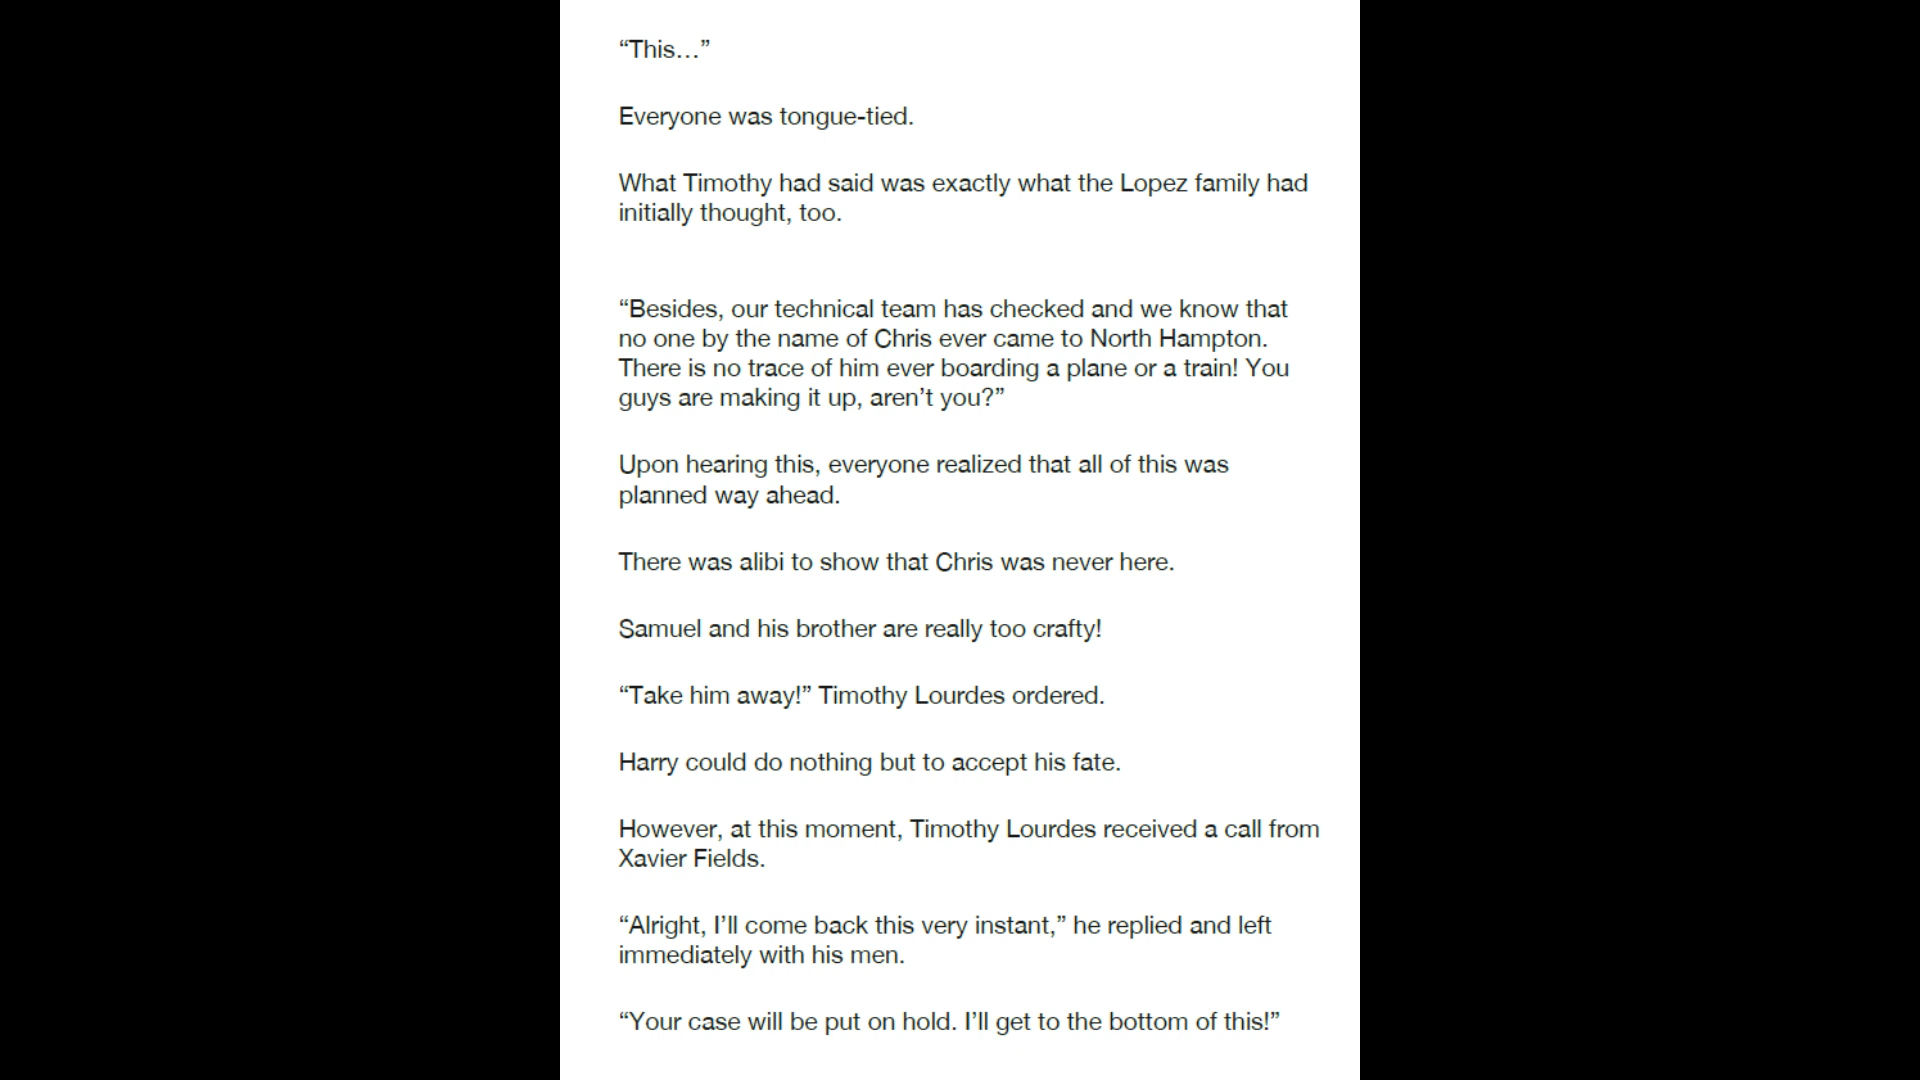 “This…”
Everyone was tongue-tied.
What Timothy had said was exactly what the Lopez family had
initially thought, too.
“Besides, our technical team has checked and we know that
no one by the name of Chris ever came to North Hampton.
There is no trace of him ever boarding a plane or a train! You
guys are making it up, aren’t you?”
Upon hearing this, everyone realized that all of this was
planned way ahead.
There was alibi to show that Chris was never here.
Samuel and his brother are really too crafty!
“Take him away!” Timothy Lourdes ordered.
Harry could do nothing but to accept his fate.
However, at this moment, Timothy Lourdes received a call from
Xavier Fields.
“Alright, I’ll come back this very instant,” he replied and left
immediately with his men.
“Your case will be put on hold. I’ll get to the bottom of this!”